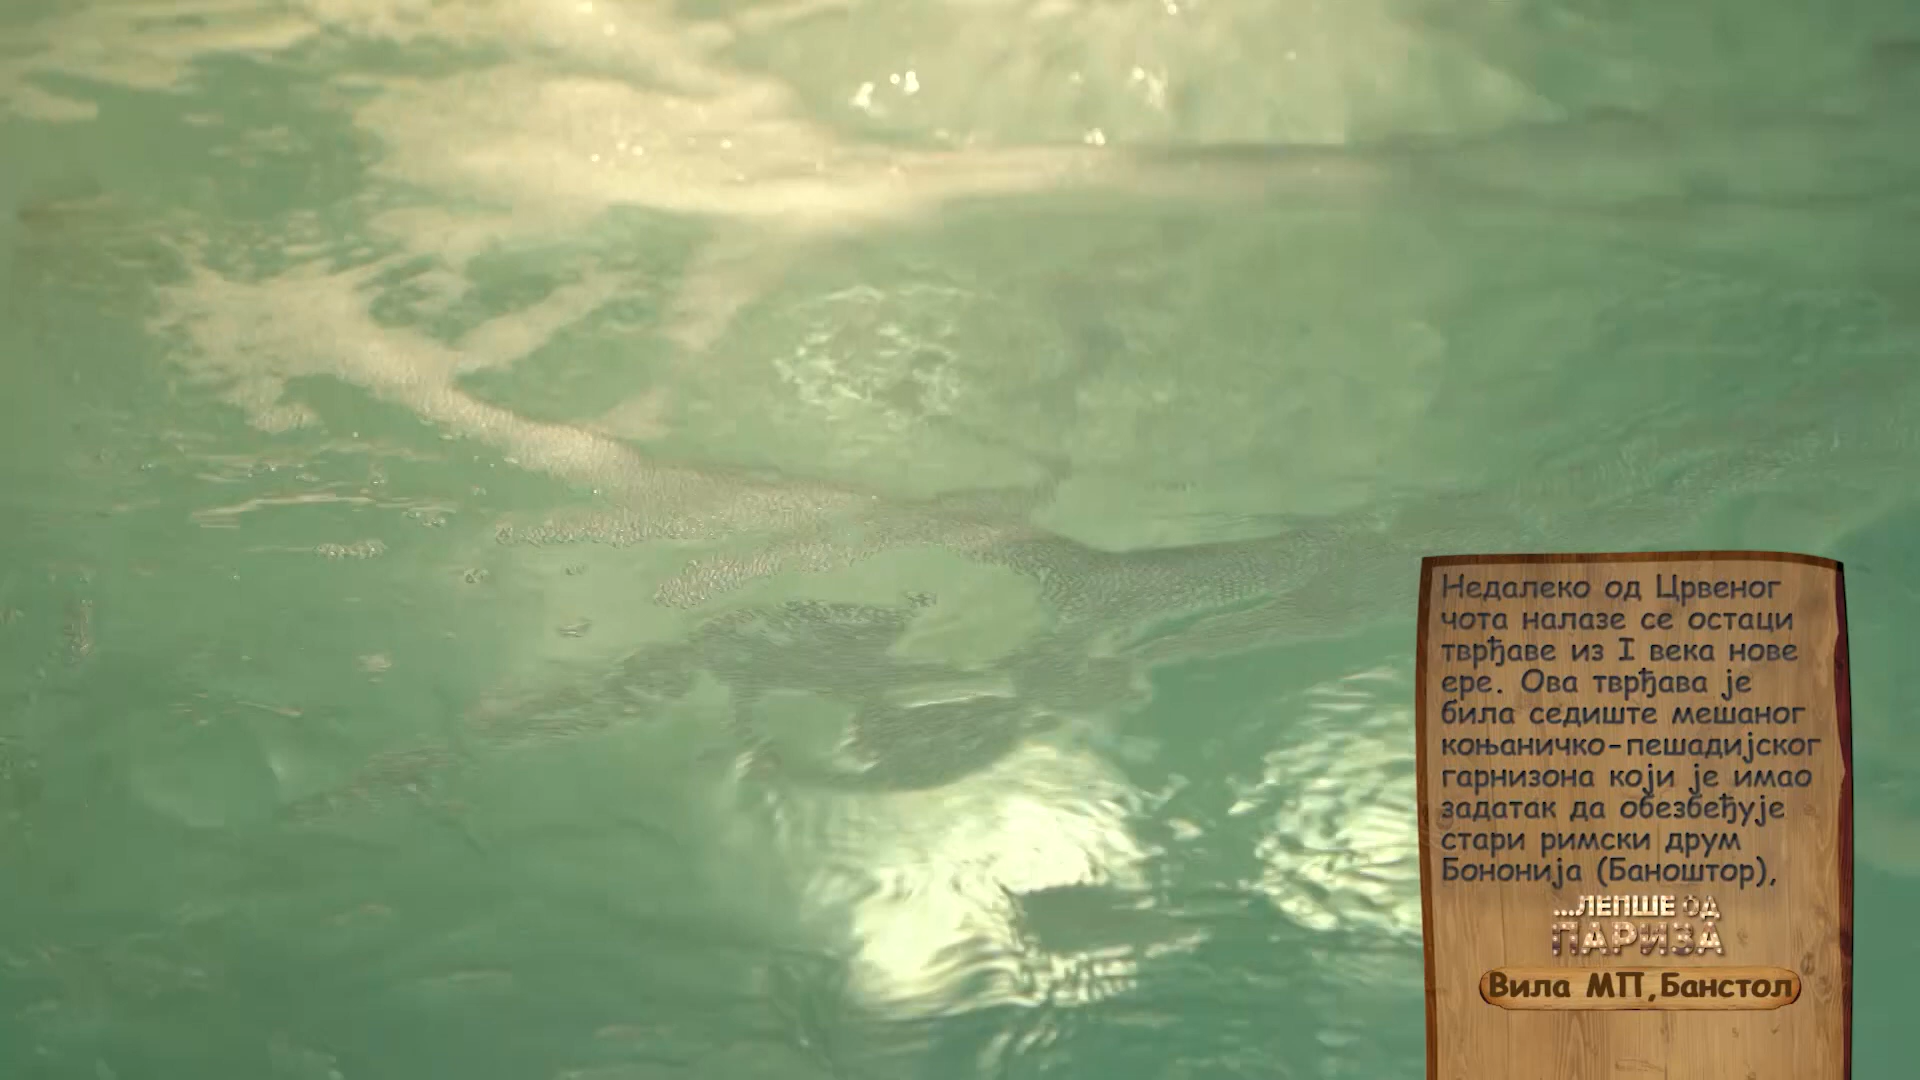 Недалеко од Црвеног
чота налазе се остаци
тврђаве из I века нове
ере. Ова тврђава је
била седиште мешаног
коњаничко-пешадијског
гарнизона који је имао
задатак да обезбеђује
стари римски друм
Бононија (Баноштор),
...ЛЕПШЕ ОД
ПАРИЗА
Вила МП, Банстол